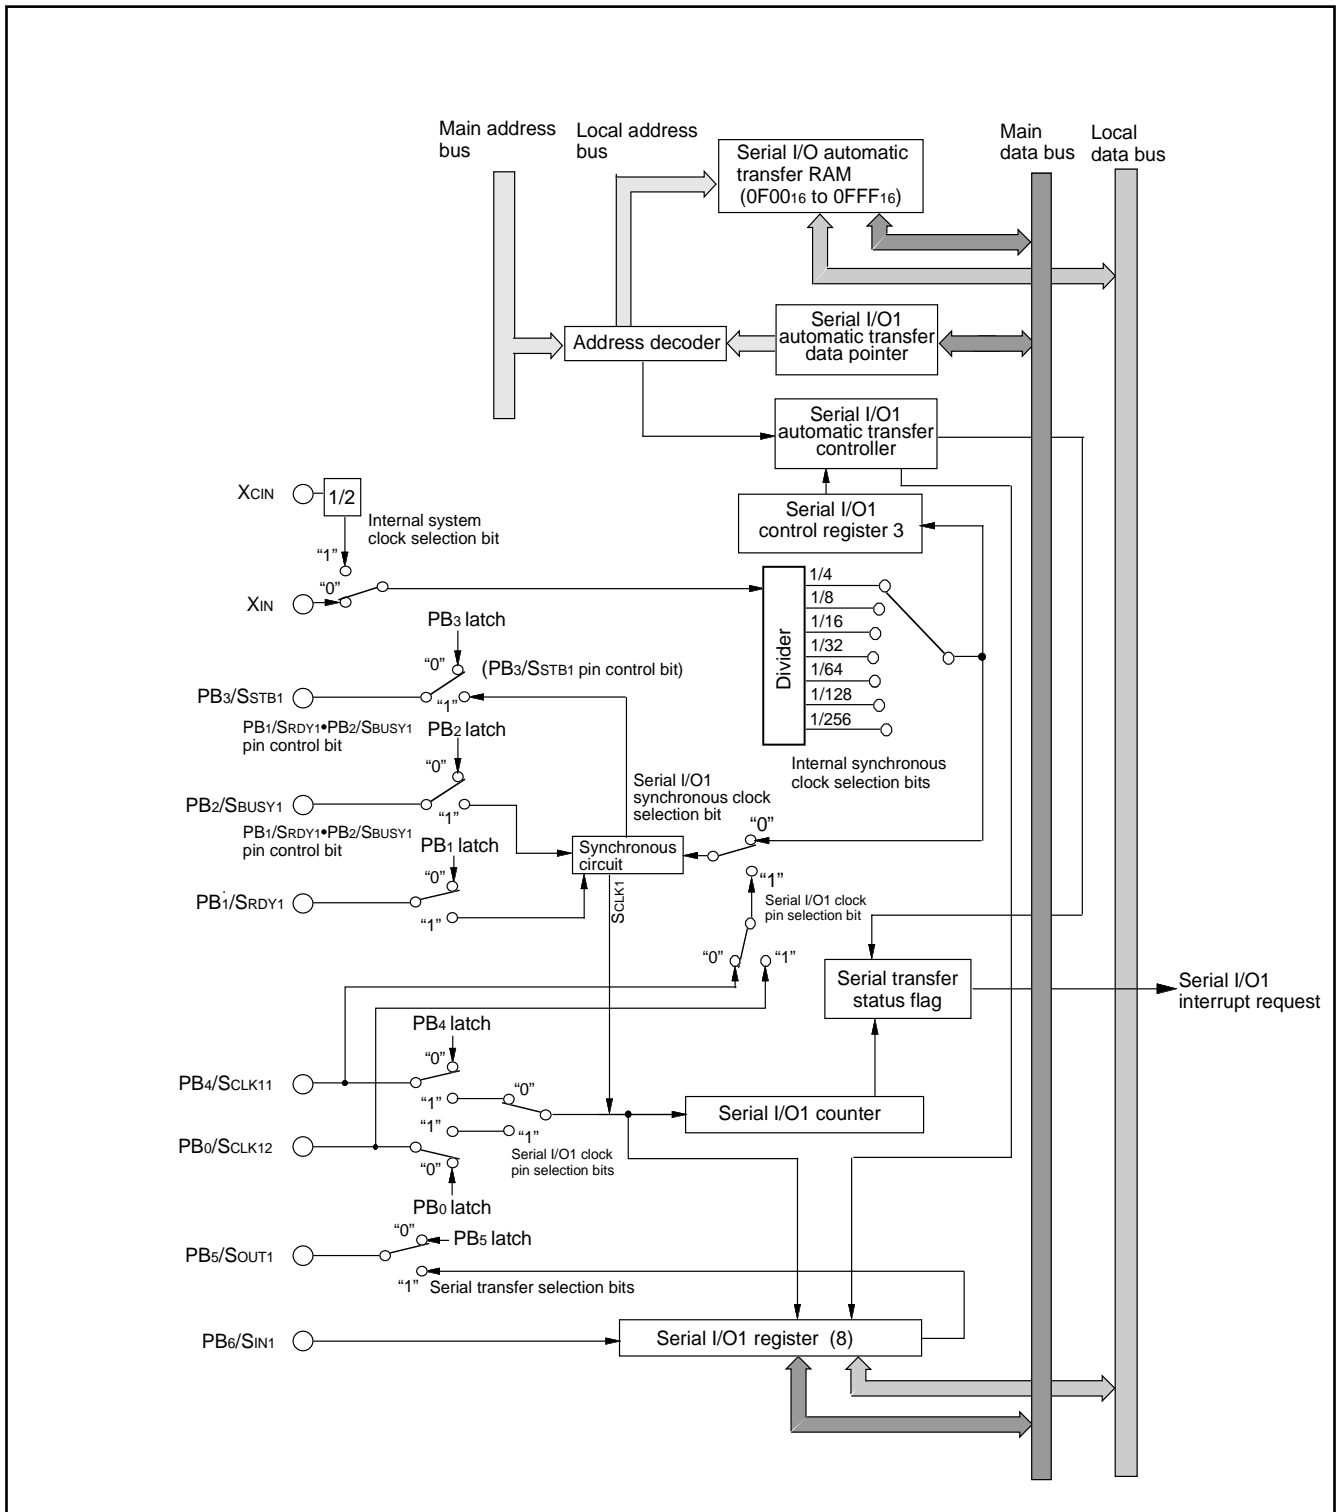 Main address
bus
Local address
bus
Serial I/O automatic
transfer RAM
(0F0016 to 0FFF16)
Main
data bus
Local
data bus
Address decoder
Serial I/O1
automatic transfer
data pointer
Serial I/O1
automatic transfer
controller
XCIN
1/2
Internal system
clock selection bit
“1”
“0”
XIN
Serial I/O1
control register 3
Divider
1/4
1/8
1/16
1/32
1/64
1/128
1/256
Internal synchronous
clock selection bits
PB3 latch
“0”
(PB3/SSTB1 pin control bit)
PB3/SSTB1
“1”
PB1/SRDY1•PB2/SBUSY1
pin control bit
PB2 latch
“0”
PB2/SBUSY1
“1”
Serial I/O1
synchronous clock
selection bit
“0”
PB1/SRDY1•PB2/SBUSY1
pin control bit
PB1 latch
“0”
Synchronous
circuit
PB1/SRDY1
“1”
SCLK1
“1”
Serial I/O1 clock
pin selection bit
“0”
“1”
Serial transfer
status flag
Serial I/O1
interrupt request
PB4 latch
“0”
PB4/SCLK11
“1”
“0”
Serial I/O1 counter
“1”
“1”
PB0/SCLK12
“0”
Serial I/O1 clock
pin selection bits
PB0 latch
“0”
PB5 latch
PB5/SOUT1
“1”
Serial transfer selection bits
PB6/SIN1
Serial I/O1 register (8)